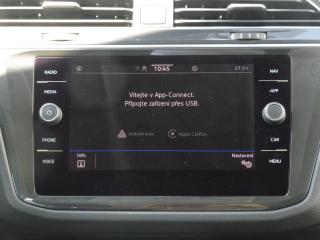 10:45
27.5°C
RADIO
NAV
MEDIA
APP
Vítejte v App-Connect.
Připojte zařízení přes USB.
PHONE
Android Auto
Apple CarPlay
CAR
VOICE
Info
Nastavení
MENU